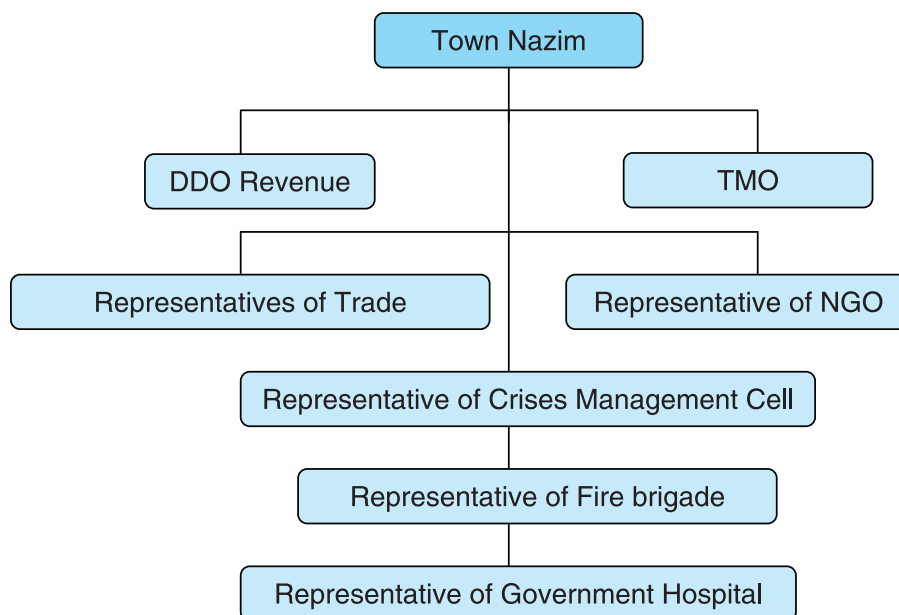 Town Nazim
DDO Revenue
TMO
Representatives of Trade
Representative of NGO
Representative of Crises Management Cell
Representative of Fire brigade
Representative of Government Hospital